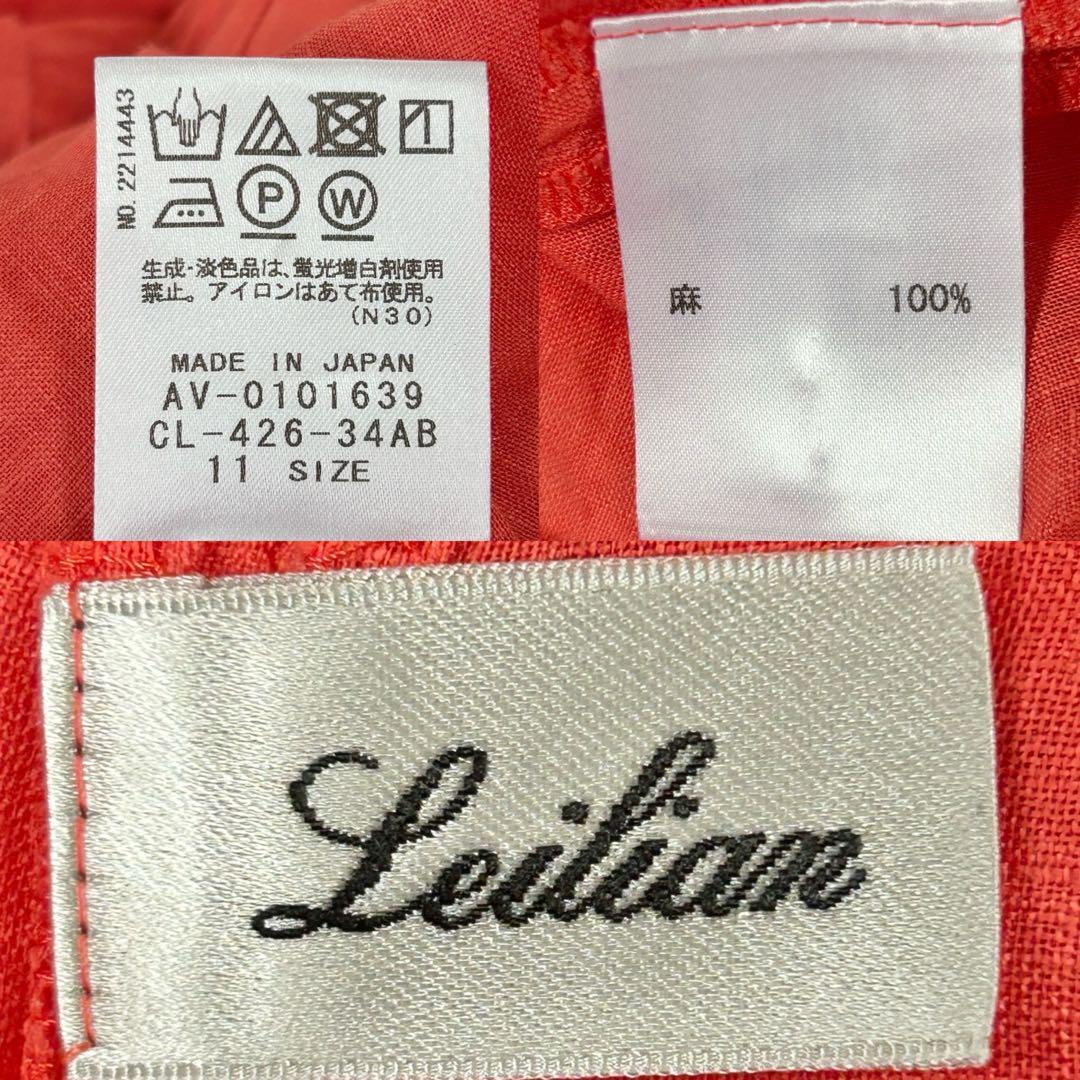 NO. 2214443
P
W
生成・淡色品は、蛍光増白剤使用
禁止。アイロンはあて布使用。
(N30)
MADE IN JAPAN
AV-0101639
CL-426-34AB
11 SIZE
麻 100%
Leilian